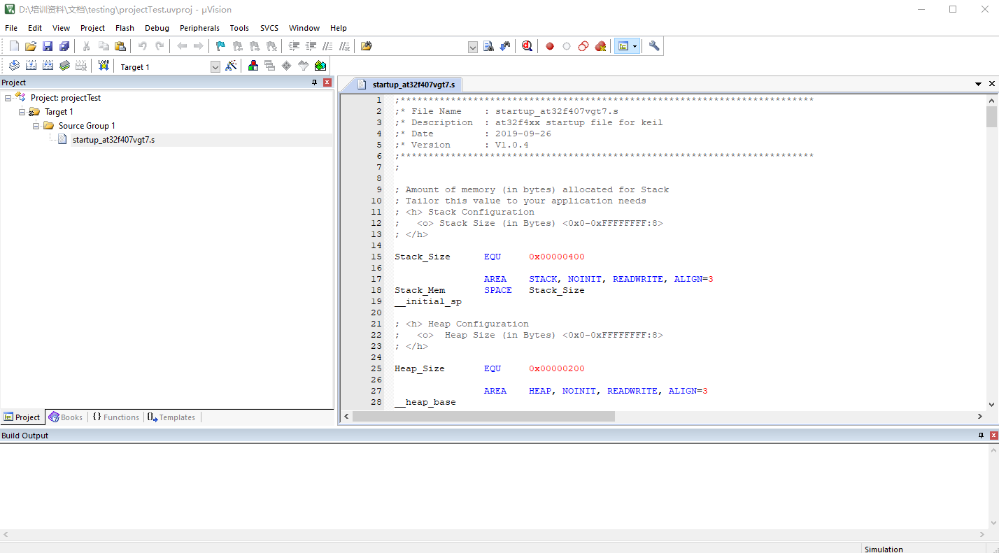 D:\培训资料\文档\testing\projectTest.uvproj - µVision
File Edit View Project Flash Debug Peripherals Tools SVCS Window Help
LOAD
Target 1
Project
Project: projectTest
Target 1
Source Group 1
startup_at32f407vgt7.s
Project Books {} Functions Templates
startup_at32f407vgt7.s
1 ;**************************************************************************
2 ;* File Name    : startup_at32f407vgt7.s
3 ;* Description  : at32f4xx startup file for keil
4 ;* Date         : 2019-09-26
5 ;* Version      : V1.0.4
6 ;**************************************************************************
7 ;
8
9 ; Amount of memory (in bytes) allocated for Stack
10 ; Tailor this value to your application needs
11 ; <h> Stack Configuration
12 ;   <o> Stack Size (in Bytes) <0x0-0xFFFFFFFF:8>
13 ; </h>
14
15 Stack_Size      EQU     0x00000400
16
17                 AREA    STACK, NOINIT, READWRITE, ALIGN=3
18 Stack_Mem       SPACE   Stack_Size
19 __initial_sp
20
21 ; <h> Heap Configuration
22 ;   <o>  Heap Size (in Bytes) <0x0-0xFFFFFFFF:8>
23 ; </h>
24
25 Heap_Size       EQU     0x00000200
26
27                 AREA    HEAP, NOINIT, READWRITE, ALIGN=3
28 __heap_base
Build Output
Simulation